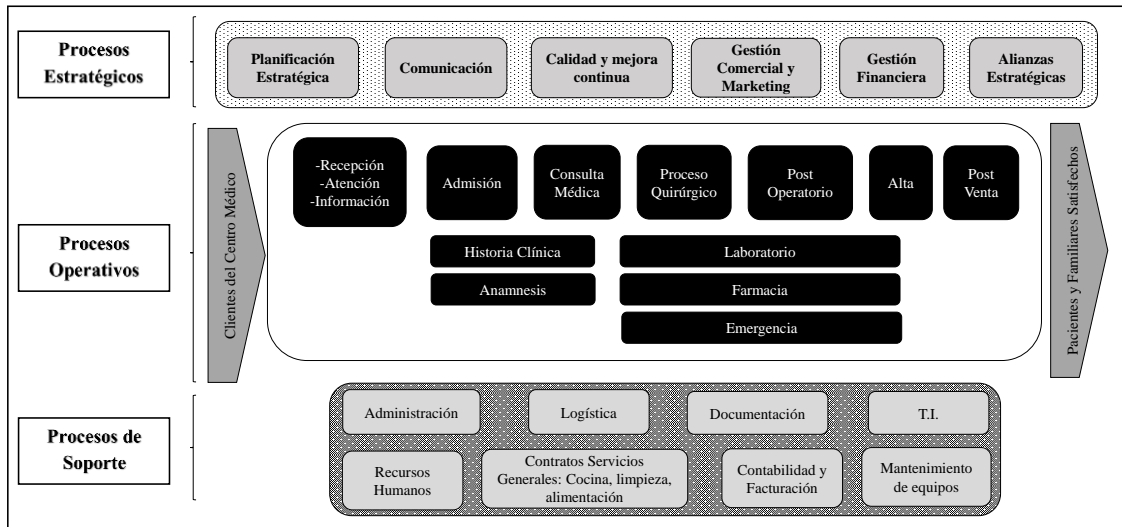 Procesos
Estratégicos
Planificación
Estratégica
Comunicación
Calidad y mejora
continua
Gestión
Comercial y
Marketing
Gestión
Financiera
Alianzas
Estratégicas
Procesos
Operativos
Clientes del Centro Médico
-Recepción
-Atención
-Información
Admisión
Consulta
Médica
Proceso
Quirúrgico
Post
Operatorio
Alta
Post
Venta
Historia Clínica
Anamnesis
Laboratorio
Farmacia
Emergencia
Pacientes y Familiares Satisfechos
Procesos de
Soporte
Administración
Logística
Documentación
T.I.
Recursos
Humanos
Contratos Servicios
Generales: Cocina, limpieza,
alimentación
Contabilidad y
Facturación
Mantenimiento
de equipos